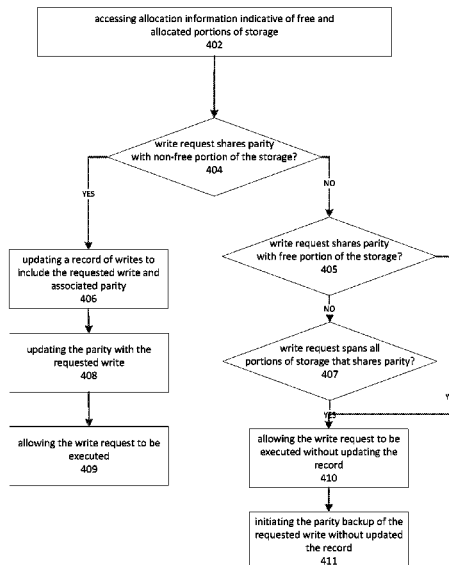 accessing allocation information indicative of free and
allocated portions of storage
402
write request shares parity
with non-free portion of the storage?
404
YES
NO
updating a record of writes to
include the requested write and
associated parity
406
write request shares parity
with free portion of the storage?
405
NO
updating the parity with the
requested write
408
write request spans all
portions of storage that shares parity?
407
Y
YES
allowing the write request to be
executed
409
allowing the write request to be
executed without updating the
record
410
initiating the parity backup of the
requested write without updated
the record
411